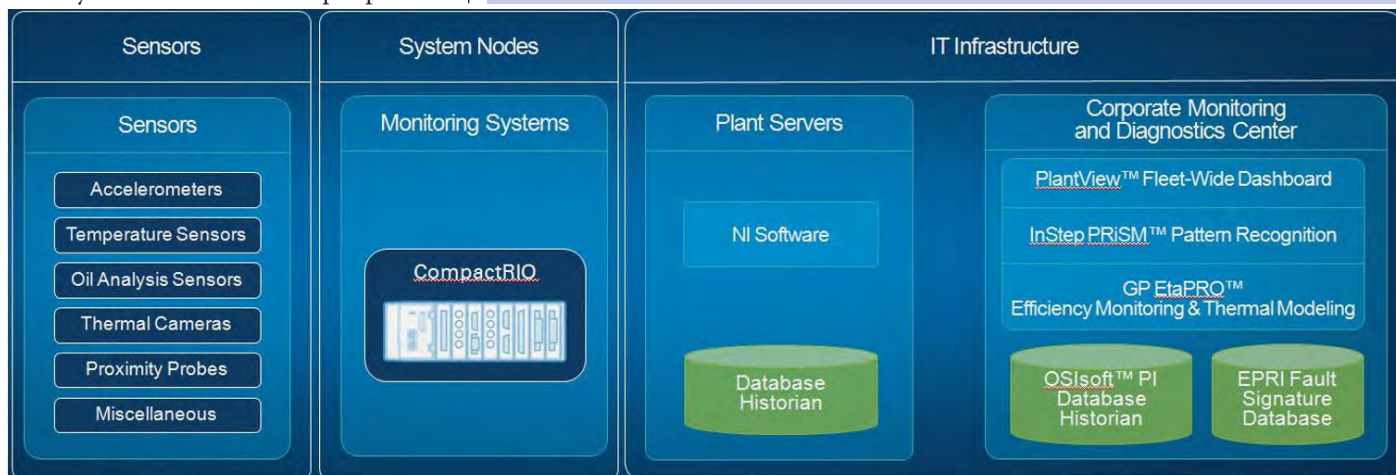 Sensors
System Nodes
IT Infrastructure
Sensors
Accelerometers
Temperature Sensors
Oil Analysis Sensors
Thermal Cameras
Proximity Probes
Miscellaneous
Monitoring Systems
CompactRIO
Plant Servers
NI Software
Database
Historian
Corporate Monitoring
and Diagnostics Center
PlantView™ Fleet-Wide Dashboard
InStep PRiSM™ Pattern Recognition
GP EtaPRO™
Efficiency Monitoring & Thermal Modeling
OSIsoft™ PI
Database
Historian
EPRI Fault
Signature
Database